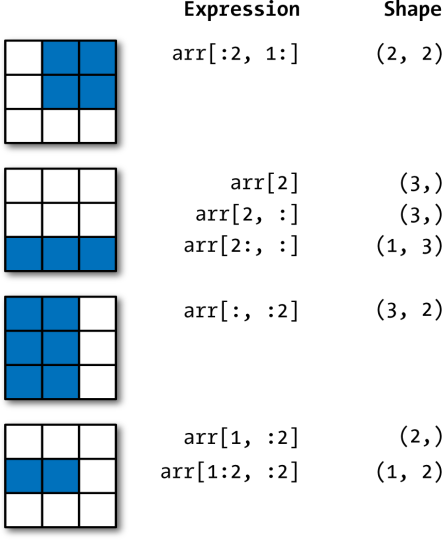 Expression Shape
arr[:2, 1:] (2, 2)
arr[2] (3,)
arr[2, :] (3,)
arr[2:, :] (1, 3)
arr[:, :2] (3, 2)
arr[1, :2] (2,)
arr[1:2, :2] (1, 2)